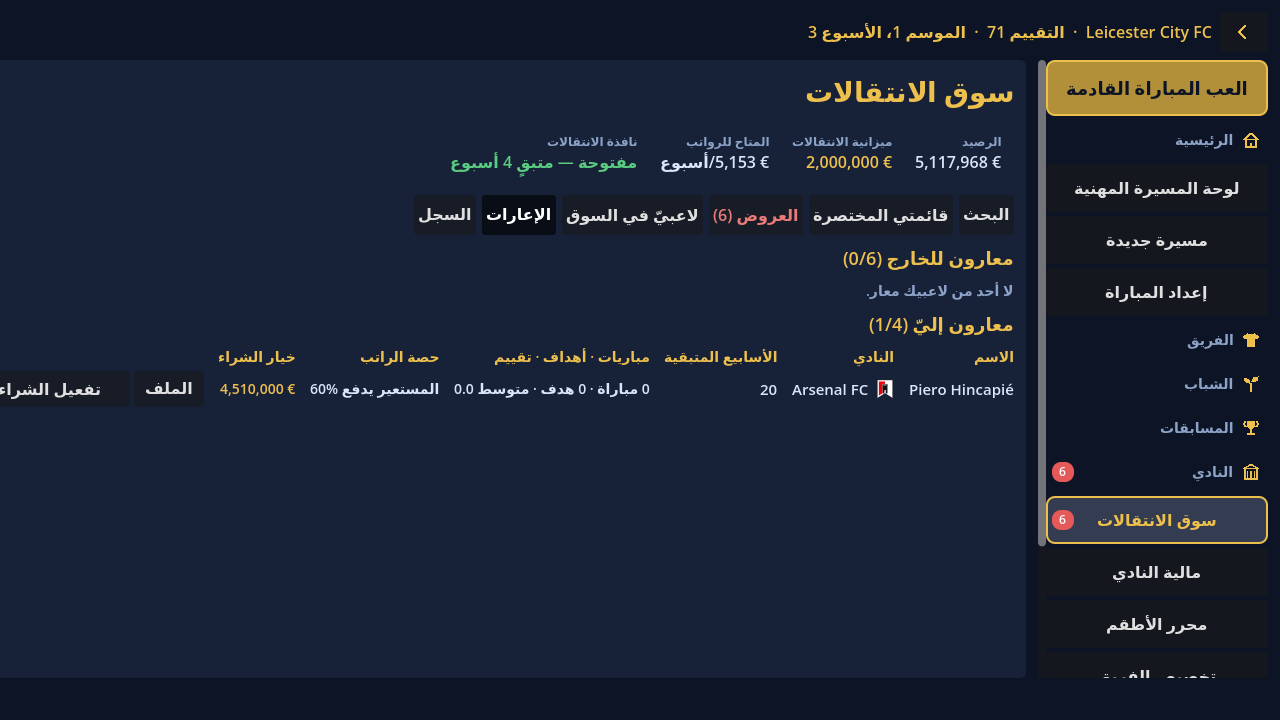 Leicester City FC · التقييم 71 · الموسم 1، الأسبوع 3
العب المباراة القادمة
الرئيسية
لوحة المسيرة المهنية
مسيرة جديدة
إعداد المباراة
الفريق
الشباب
المسابقات
النادي 6
سوق الانتقالات 6
مالية النادي
محرر الأطقم
تخصيص الفريق
سوق الانتقالات
الرصيد ميزانية الانتقالات المتاح للرواتب نافذة الانتقالات
5,117,968 € 2,000,000 € 5,153 €/أسبوع مفتوحة — متبقٍ 4 أسبوع
البحث قائمتي المختصرة العروض (6) لاعبيّ في السوق الإعارات السجل
معارون للخارج (0/6)
لا أحد من لاعبيك معار.
معارون إليّ (1/4)
الاسم النادي الأسابيع المتبقية مباريات · أهداف · تقييم حصة الراتب خيار الشراء
Piero Hincapié Arsenal FC 20 0 مباراة · 0 هدف · متوسط 0.0 المستعير يدفع 60% 4,510,000 € الملف تفعيل الشراء